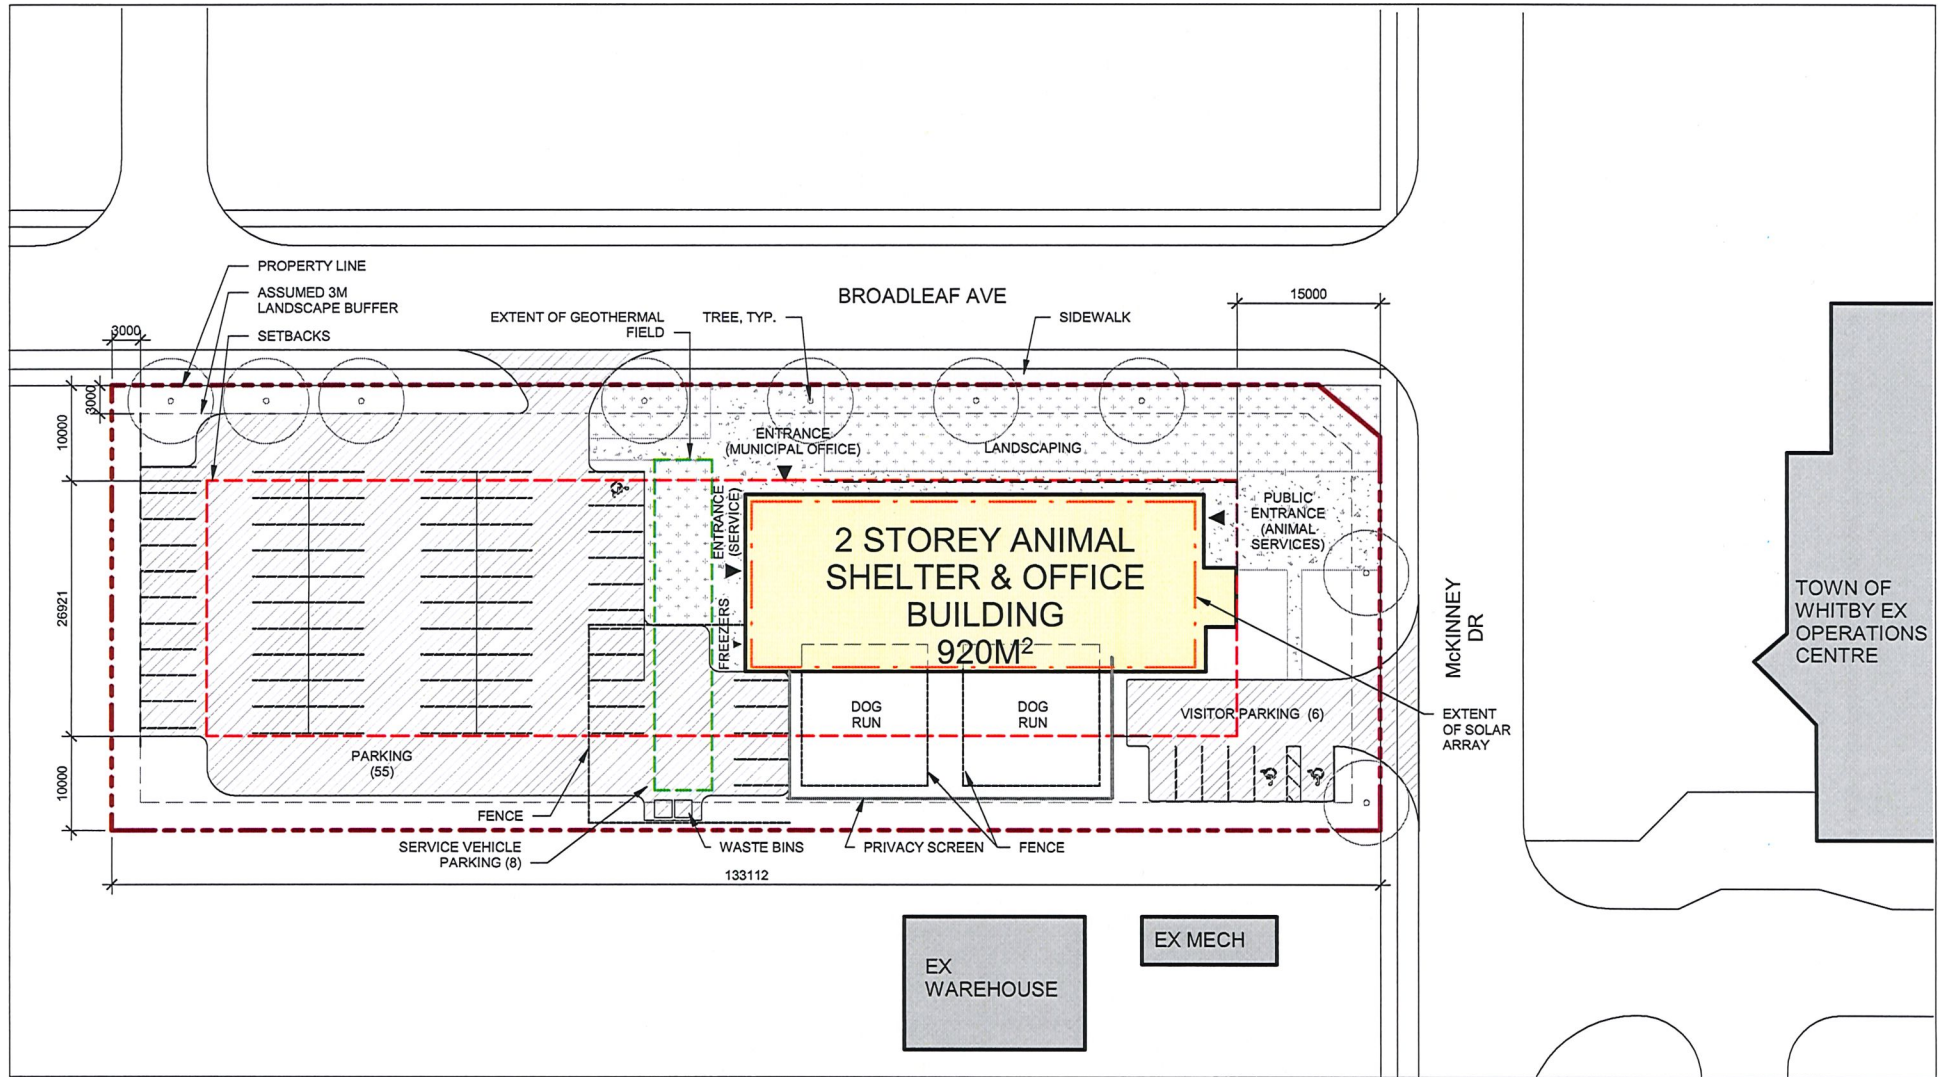 PROPERTY LINE
ASSUMED 3M
LANDSCAPE BUFFER
SETBACKS
BROADLEAF AVE
15000
EXTENT OF GEOTHERMAL
FIELD
TREE, TYP.
SIDEWALK
3000
3000
10000
26921
10000
ENTRANCE
(MUNICIPAL OFFICE)
LANDSCAPING
ENTRANCE
(SERVICE)
FREEZERS
PUBLIC
ENTRANCE
(ANIMAL
SERVICES)
2 STOREY ANIMAL
SHELTER & OFFICE
BUILDING
920M²
DOG
RUN
DOG
RUN
VISITOR PARKING (6)
PARKING
(55)
McKINNEY
DR
EXTENT
OF SOLAR
ARRAY
TOWN OF
WHITBY EX
OPERATIONS
CENTRE
FENCE
SERVICE VEHICLE
PARKING (8)
WASTE BINS
PRIVACY SCREEN
FENCE
133112
EX
WAREHOUSE
EX MECH